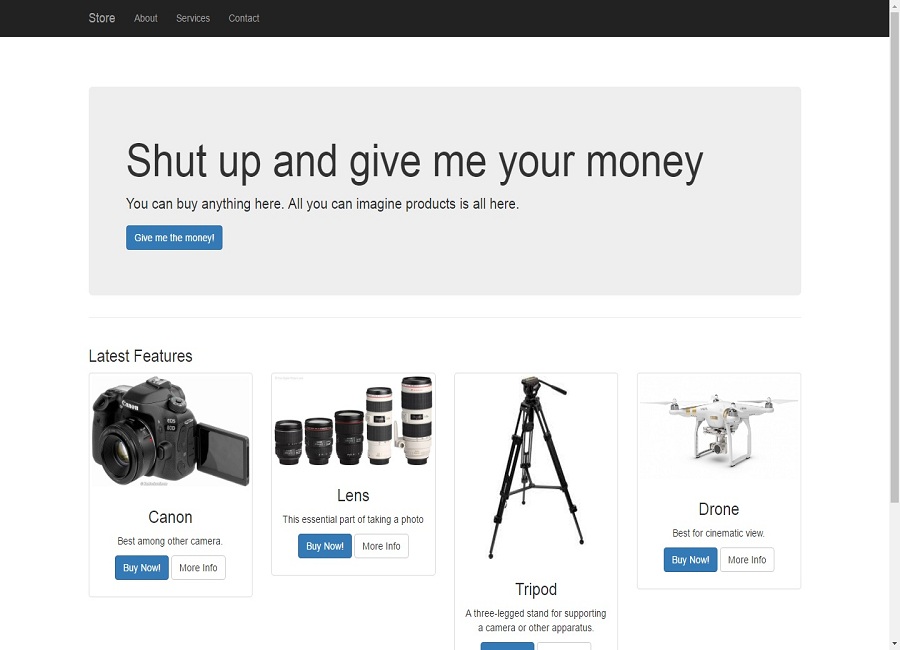 Store About Services Contact
Shut up and give me your money
You can buy anything here. All you can imagine products is all here.
Give me the money!
Latest Features
Canon
EOS
80D
Canon
Best among other camera.
Buy Now! More Info
Lens
This essential part of taking a photo
Buy Now! More Info
Tripod
A three-legged stand for supporting
a camera or other apparatus.
Drone
Best for cinematic view.
Buy Now! More Info